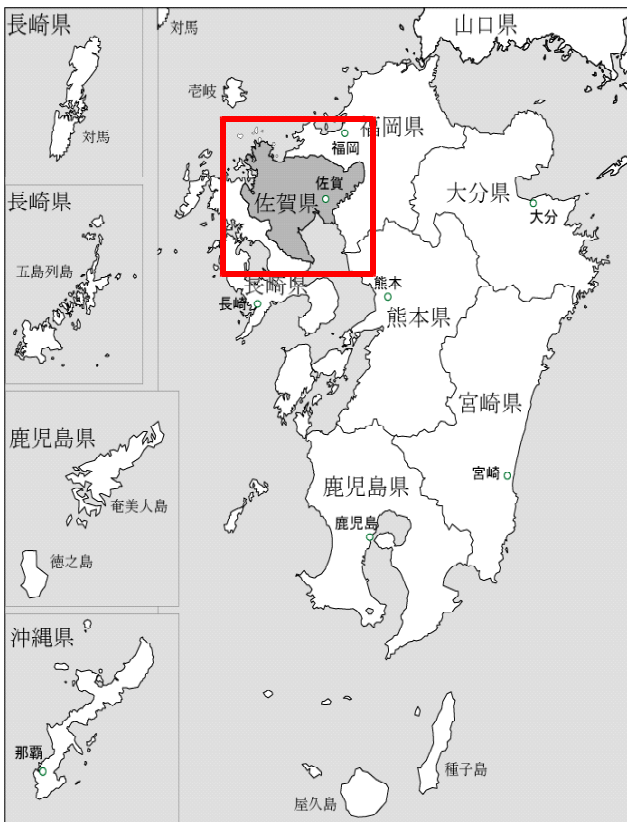 長崎県
対馬
対馬
山口県
壱岐
福岡県
福岡
佐賀
佐賀県
大分県
大分
長崎県
五島列島
長崎県
長崎
熊木
熊本県
宮崎県
宮崎
鹿児島県
奄美人島
徳之島
鹿児島県
鹿児島
沖縄県
那覇
種子島
屋久島